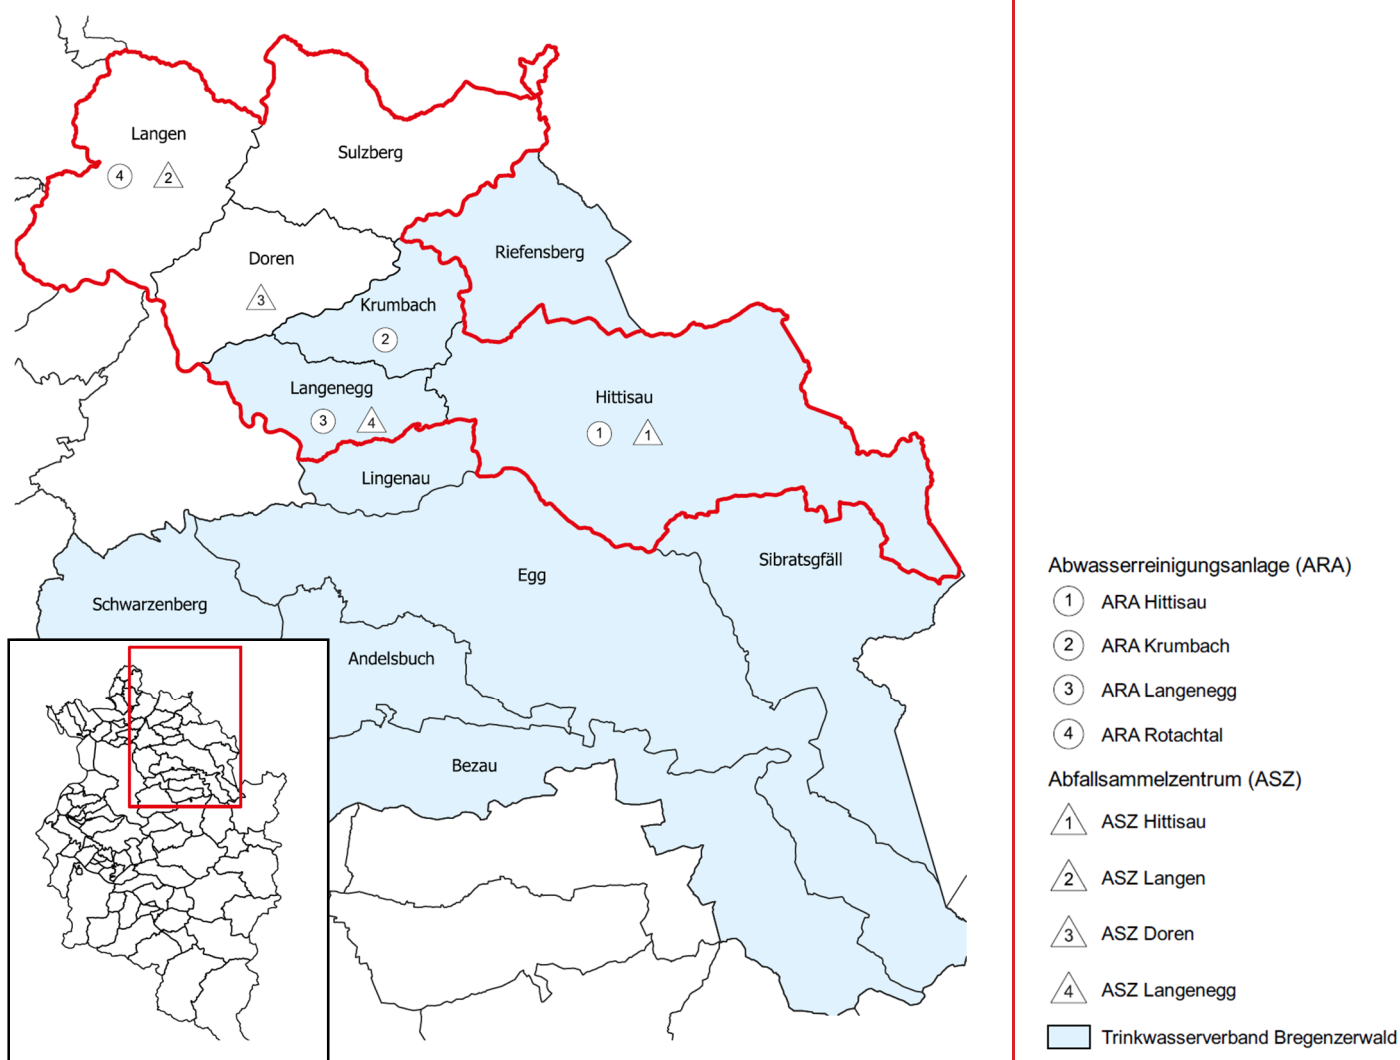 Langen
4 2
Sulzberg
Riefensberg
Doren
3
Krumbach
2
Langenegg
3 4
Hittisau
1 1
Lingenau
Sibratsgfäll
Egg
Schwarzenberg
Andelsbuch
Bezau
Abwasserreinigungsanlage (ARA)
1 ARA Hittisau
2 ARA Krumbach
3 ARA Langenegg
4 ARA Rotachtal
Abfallsammelzentrum (ASZ)
1 ASZ Hittisau
2 ASZ Langen
3 ASZ Doren
4 ASZ Langenegg
Trinkwasserverband Bregenzerwald